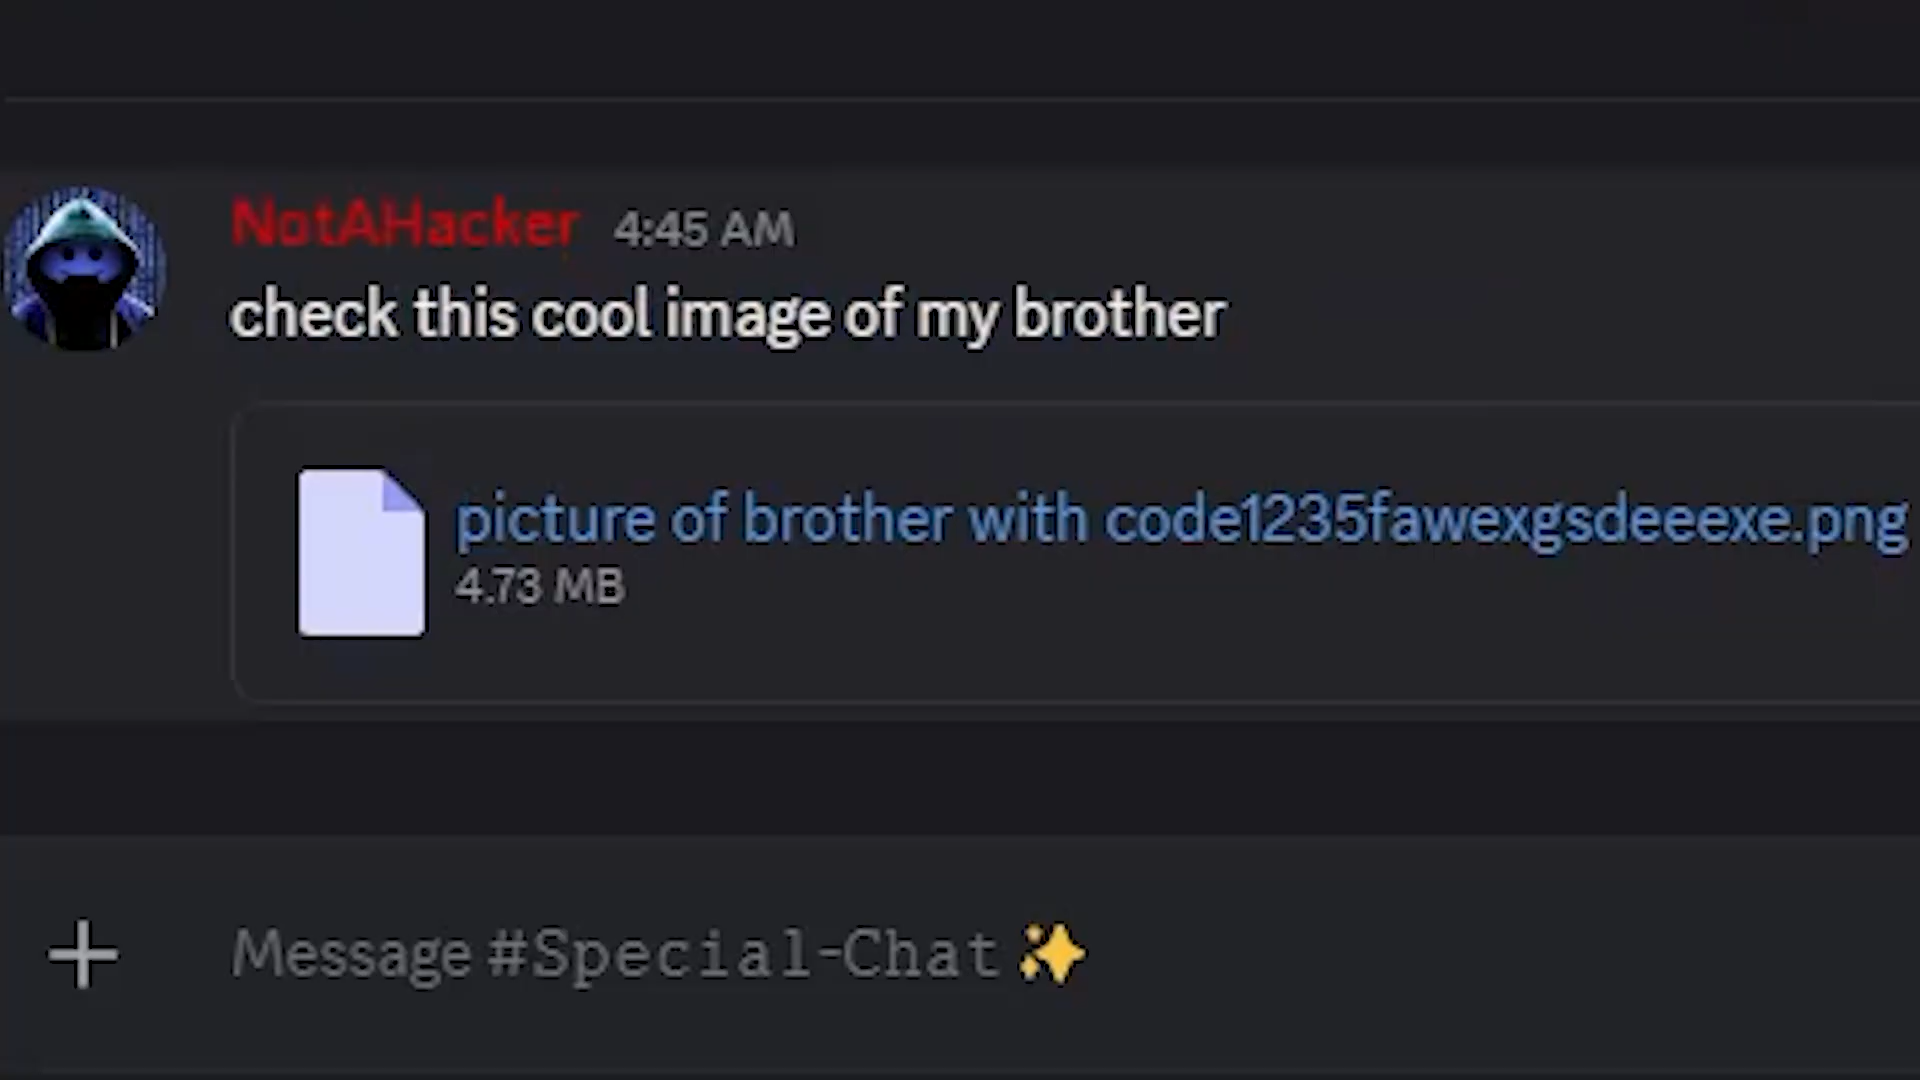 NotAHacker 4:45 AM
check this cool image of my brother
picture of brother with code1235fawexgsdeeexe.png
4.73 MB
Message #Special-Chat ✨